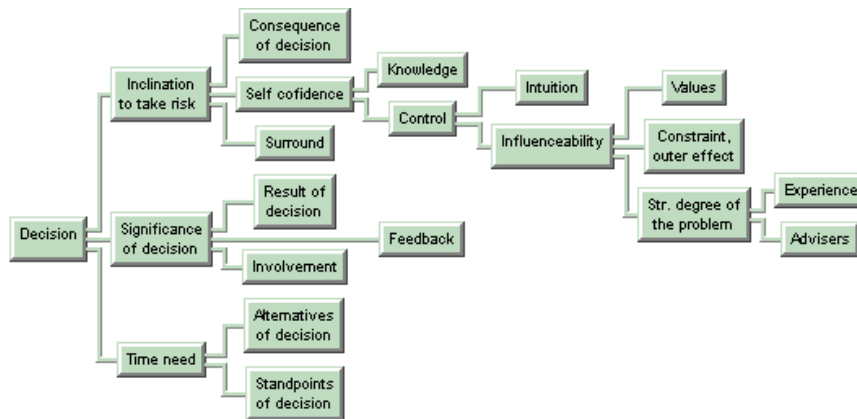 Consequence
of decision
Inclination
to take risk
Self cofidence
Knowledge
Control
Intuition
Influenceability
Values
Constraint,
outer effect
Surround
Str. degree of
the problem
Experience
Advisers
Decision
Significance
of decision
Result of
decision
Feedback
Involvement
Time need
Alternatives
of decision
Standpoints
of decision